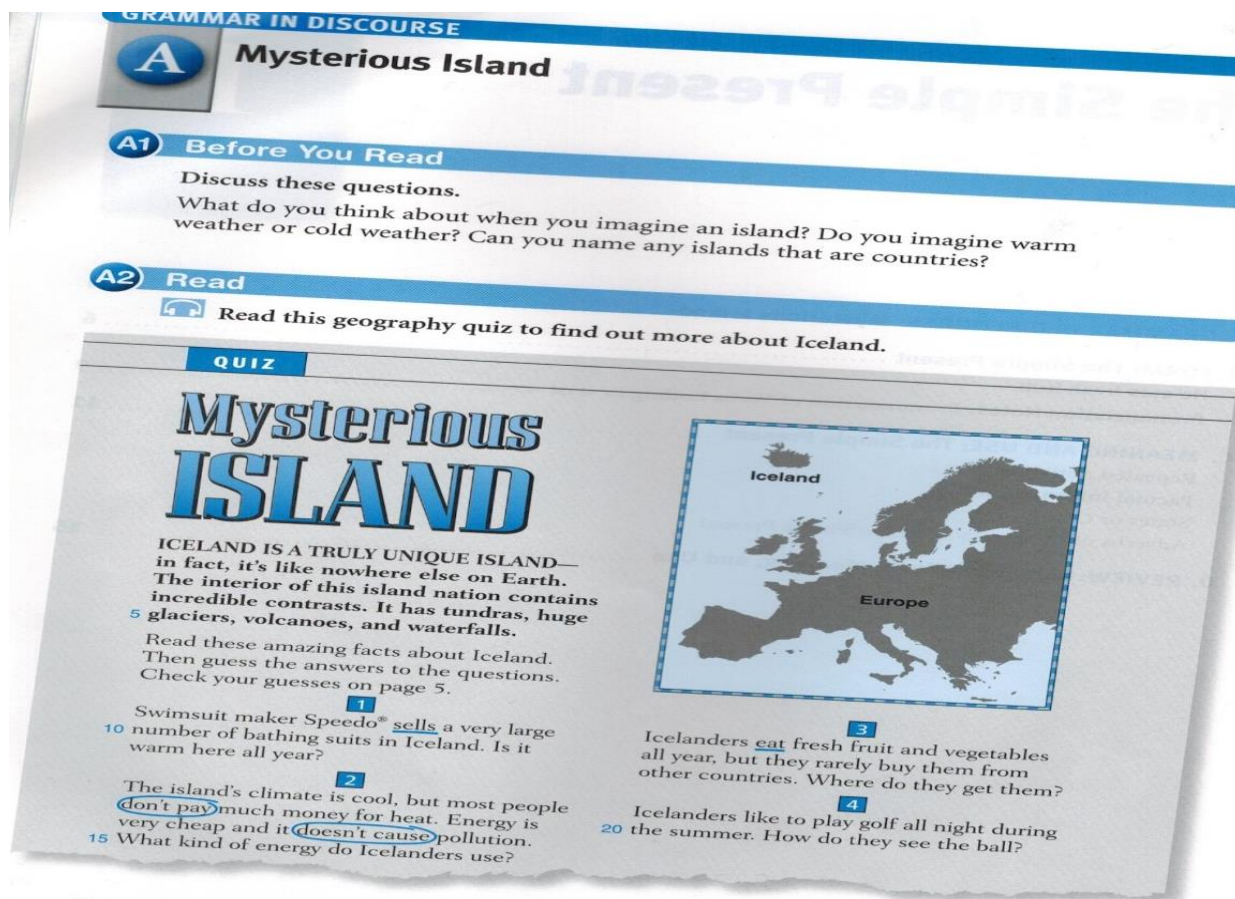 GRAMMAR IN DISCOURSE
A Mysterious Island
A1 Before You Read
Discuss these questions.
What do you think about when you imagine an island? Do you imagine warm
weather or cold weather? Can you name any islands that are countries?
A2 Read
Read this geography quiz to find out more about Iceland.
QUIZ
Mysterious
ISLAND
ICELAND IS A TRULY UNIQUE ISLAND—
in fact, it's like nowhere else on Earth.
The interior of this island nation contains
incredible contrasts. It has tundras, huge
5 glaciers, volcanoes, and waterfalls.
Read these amazing facts about Iceland.
Then guess the answers to the questions.
Check your guesses on page 5.
1
Swimsuit maker Speedo® sells a very large
10 number of bathing suits in Iceland. Is it
warm here all year?
2
The island's climate is cool, but most people
don't pay much money for heat. Energy is
very cheap and it doesn't cause pollution.
15 What kind of energy do Icelanders use?
Iceland
Europe
3
Icelanders eat fresh fruit and vegetables
all year, but they rarely buy them from
other countries. Where do they get them?
4
Icelanders like to play golf all night during
20 the summer. How do they see the ball?